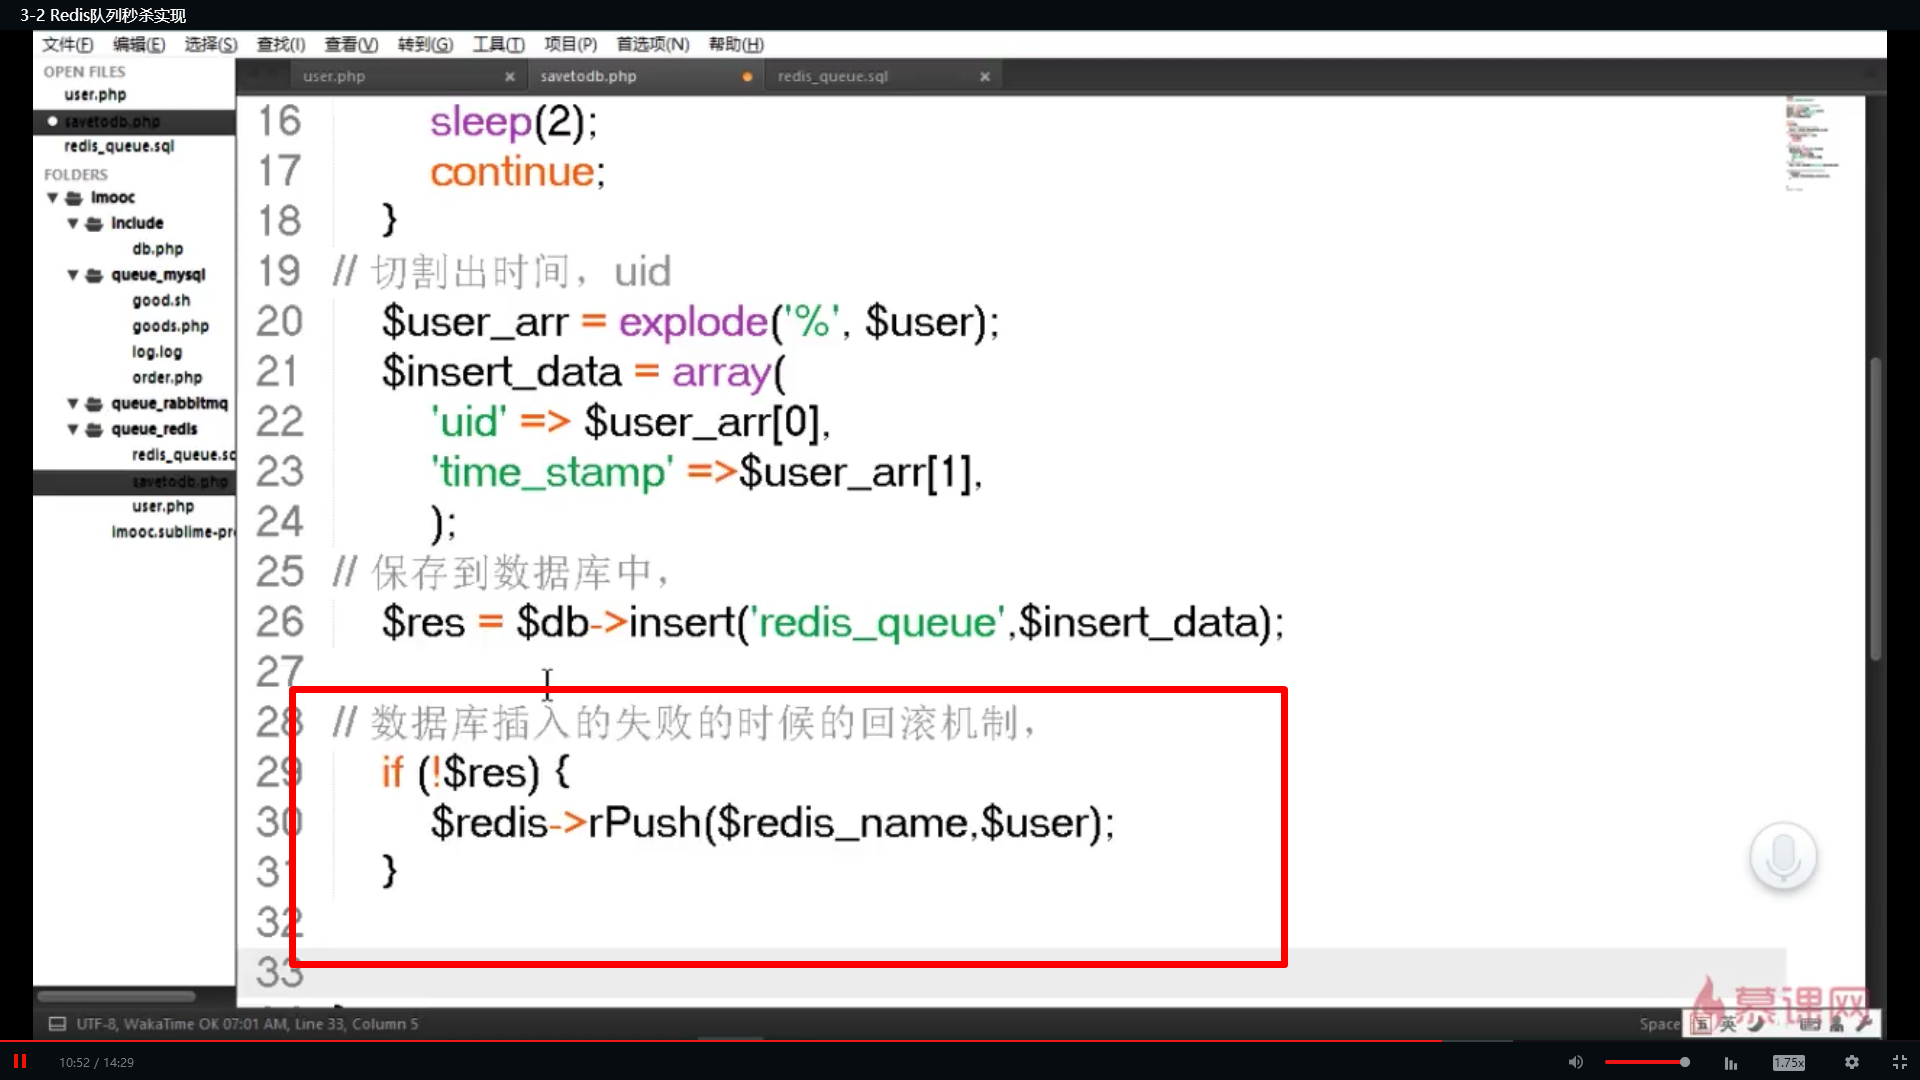 3-2 Redis队列秒杀实现
文件(F) 编辑(E) 选择(S) 查找(I) 查看(V) 转到(G) 工具(T) 项目(P) 首选项(N) 帮助(H)
OPEN FILES
user.php
savetodb.php
redis_queue.sql
FOLDERS
imooc
include
db.php
queue_mysql
good.sh
goods.php
log.log
order.php
queue_rabbitmq
queue_redis
redis_queue.sc
savetodb.php
user.php
imooc.sublime-pr
user.php × savetodb.php redis_queue.sql ×
16 sleep(2);
17 continue;
18 }
19 // 切割出时间，uid
20 $user_arr = explode('%', $user);
21 $insert_data = array(
22 'uid' => $user_arr[0],
23 'time_stamp' =>$user_arr[1],
24 );
25 // 保存到数据库中，
26 $res = $db->insert('redis_queue',$insert_data);
27
28 // 数据库插入的失败的时候的回滚机制，
29 if (!$res) {
30 $redis->rPush($redis_name,$user);
31 }
32
33
慕课网
UTF-8, WakaTime OK 07:01 AM, Line 33, Column 5
Space
英
10:52 / 14:29
1.75x